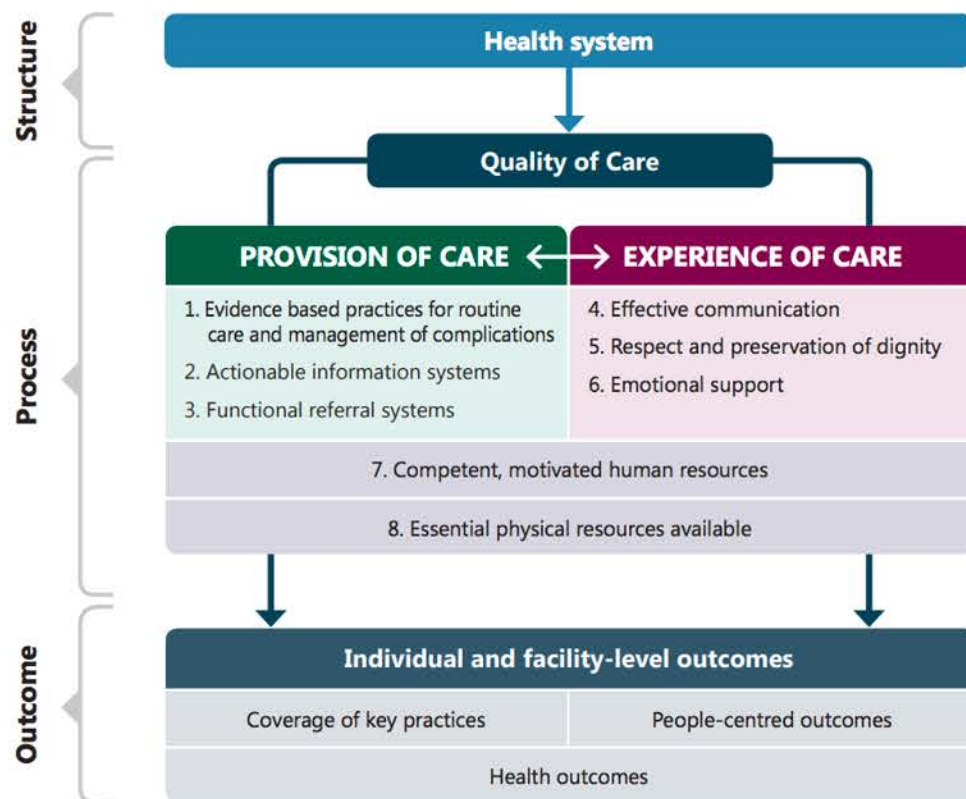 Structure
Health system
Process
Quality of Care
PROVISION OF CARE
EXPERIENCE OF CARE
1. Evidence based practices for routine
care and management of complications
2. Actionable information systems
3. Functional referral systems
4. Effective communication
5. Respect and preservation of dignity
6. Emotional support
7. Competent, motivated human resources
8. Essential physical resources available
Outcome
Individual and facility-level outcomes
Coverage of key practices
People-centred outcomes
Health outcomes